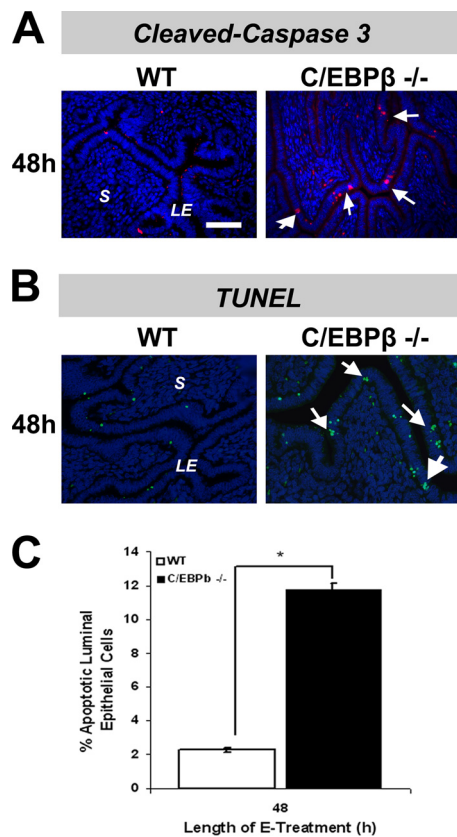 A
Cleaved-Caspase 3
WT
C/EBPβ -/-
48h
S
LE
B
TUNEL
WT
C/EBPβ -/-
48h
S
LE
C
% Apoptotic Luminal
Epithelial Cells
14
12
10
8
6
4
2
0
WT
C/EBPb -/-
*
48
Length of E-Treatment (h)